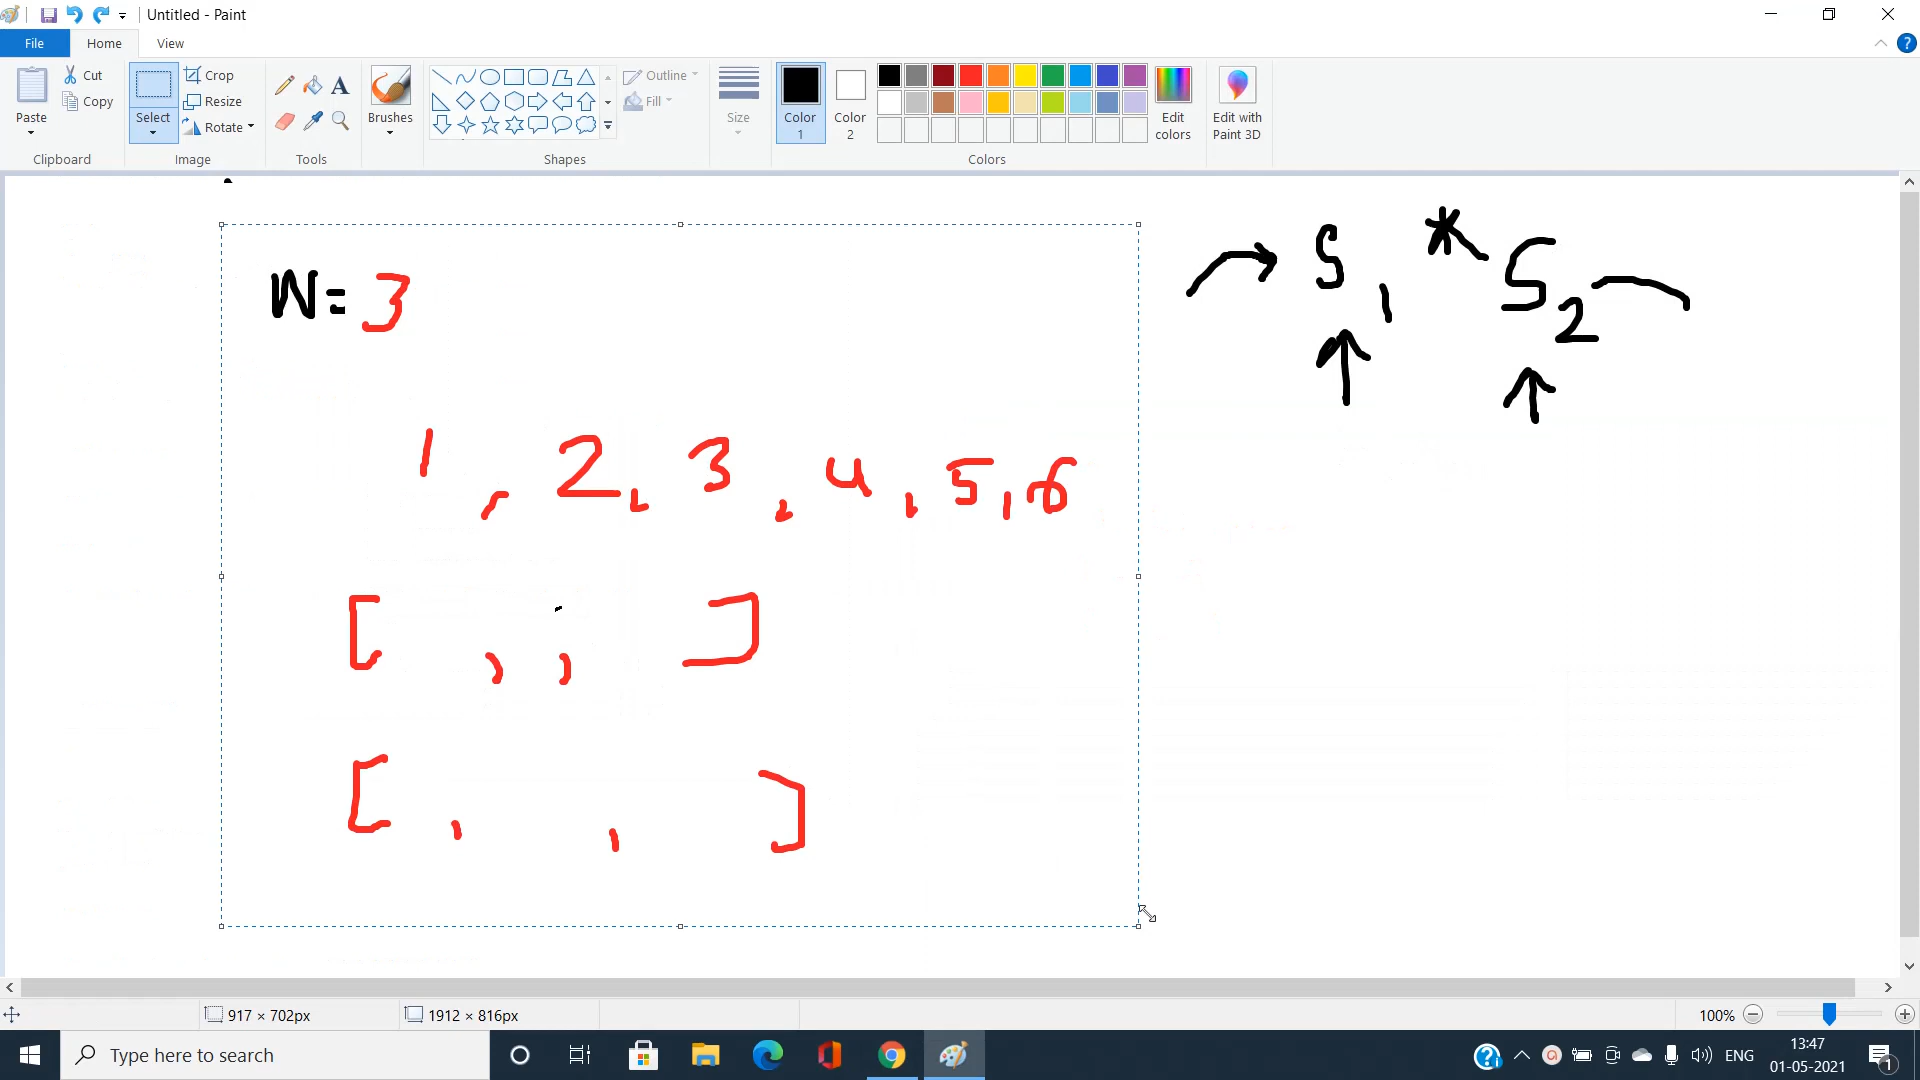 Untitled - Paint
File Home View
Paste Cut Copy Clipboard
Select Crop Resize Rotate Image
Tools
Brushes
Outline Fill Shapes
Size
Color 1 Color 2 Edit colors Colors
Edit with Paint 3D
N= 3
S1 * S2
1 , 2, 3 , 4 , 5, 6
[ , , ]
[ , , ]
917 × 702px 1912 × 816px 100%
Type here to search
ENG 13:47
01-05-2021
1